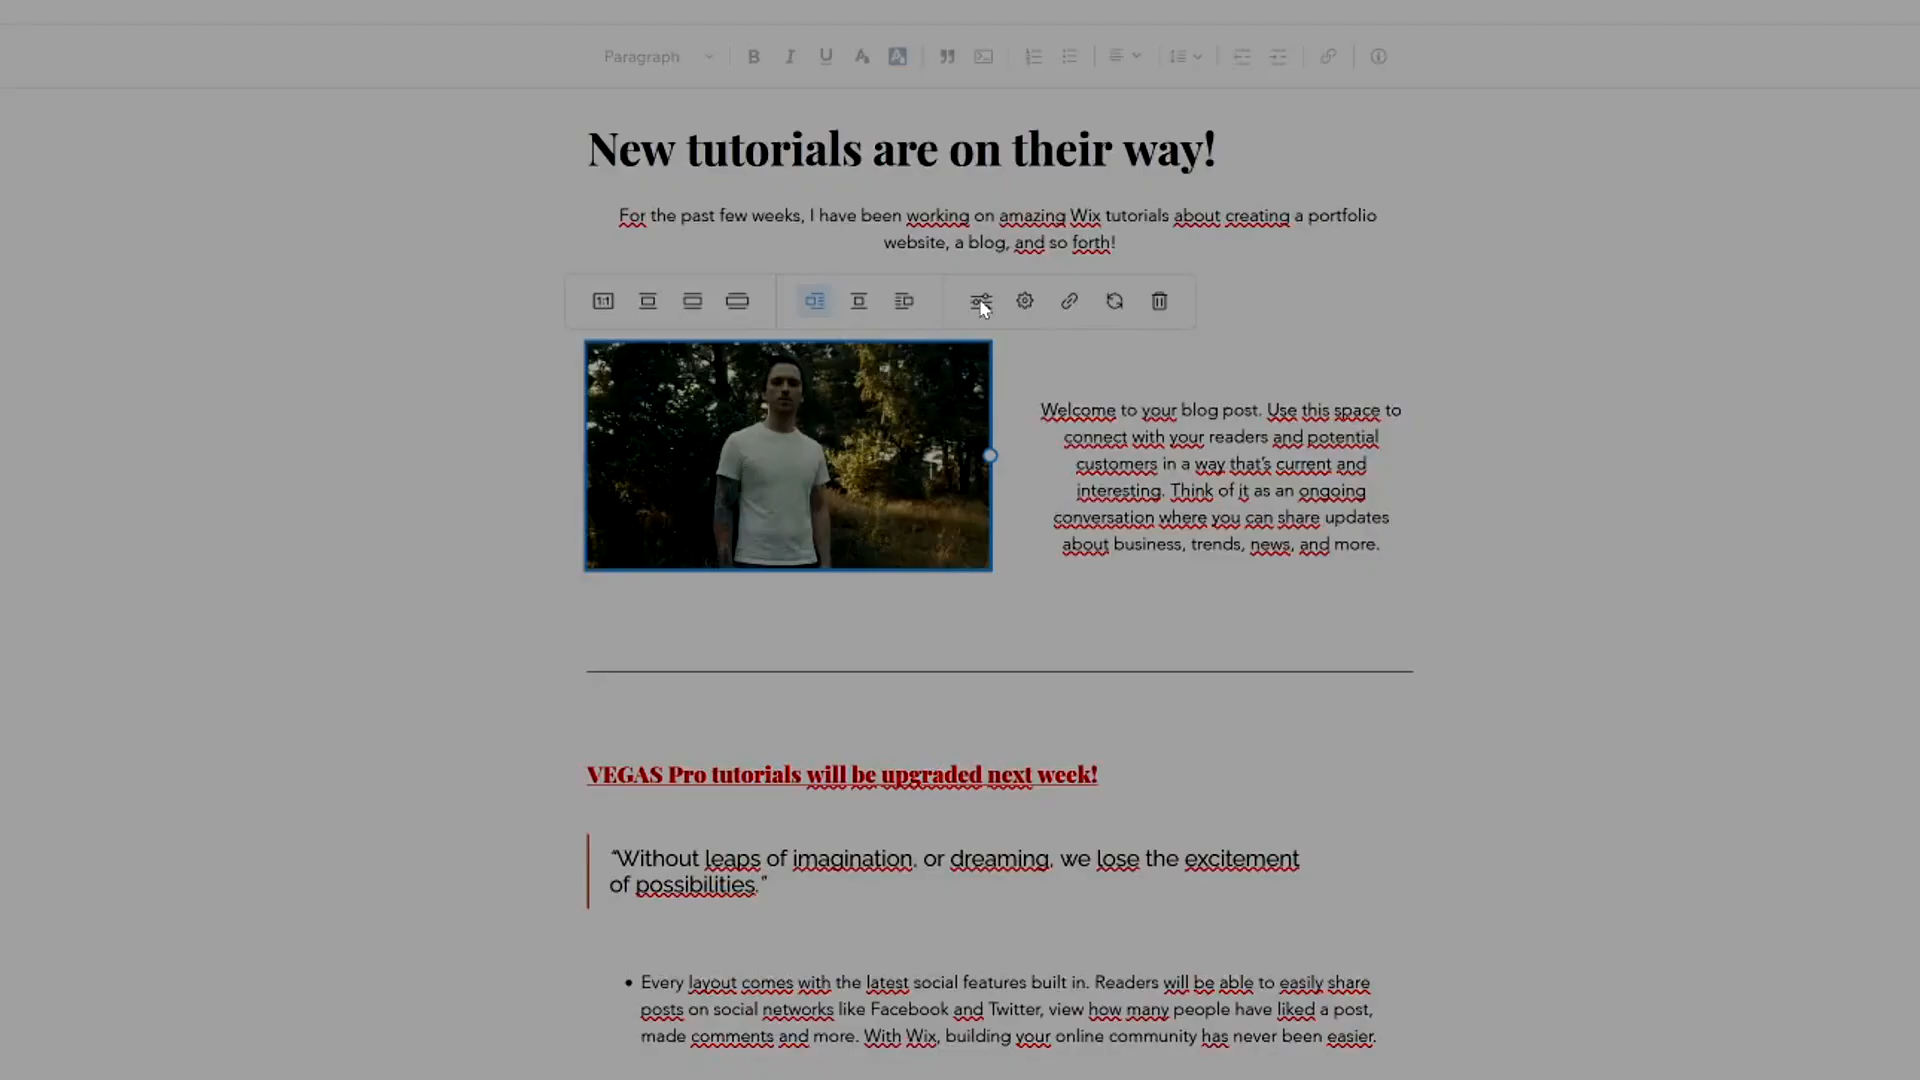 Paragraph
New tutorials are on their way!
For the past few weeks, I have been working on amazing Wix tutorials about creating a portfolio
website, a blog, and so forth!
1:1
Welcome to your blog post. Use this space to
connect with your readers and potential
customers in a way that's current and
interesting. Think of it as an ongoing
conversation where you can share updates
about business, trends, news, and more.
VEGAS Pro tutorials will be upgraded next week!
“Without leaps of imagination, or dreaming, we lose the excitement
of possibilities.”
• Every layout comes with the latest social features built in. Readers will be able to easily share
posts on social networks like Facebook and Twitter, view how many people have liked a post,
made comments and more. With Wix, building your online community has never been easier.